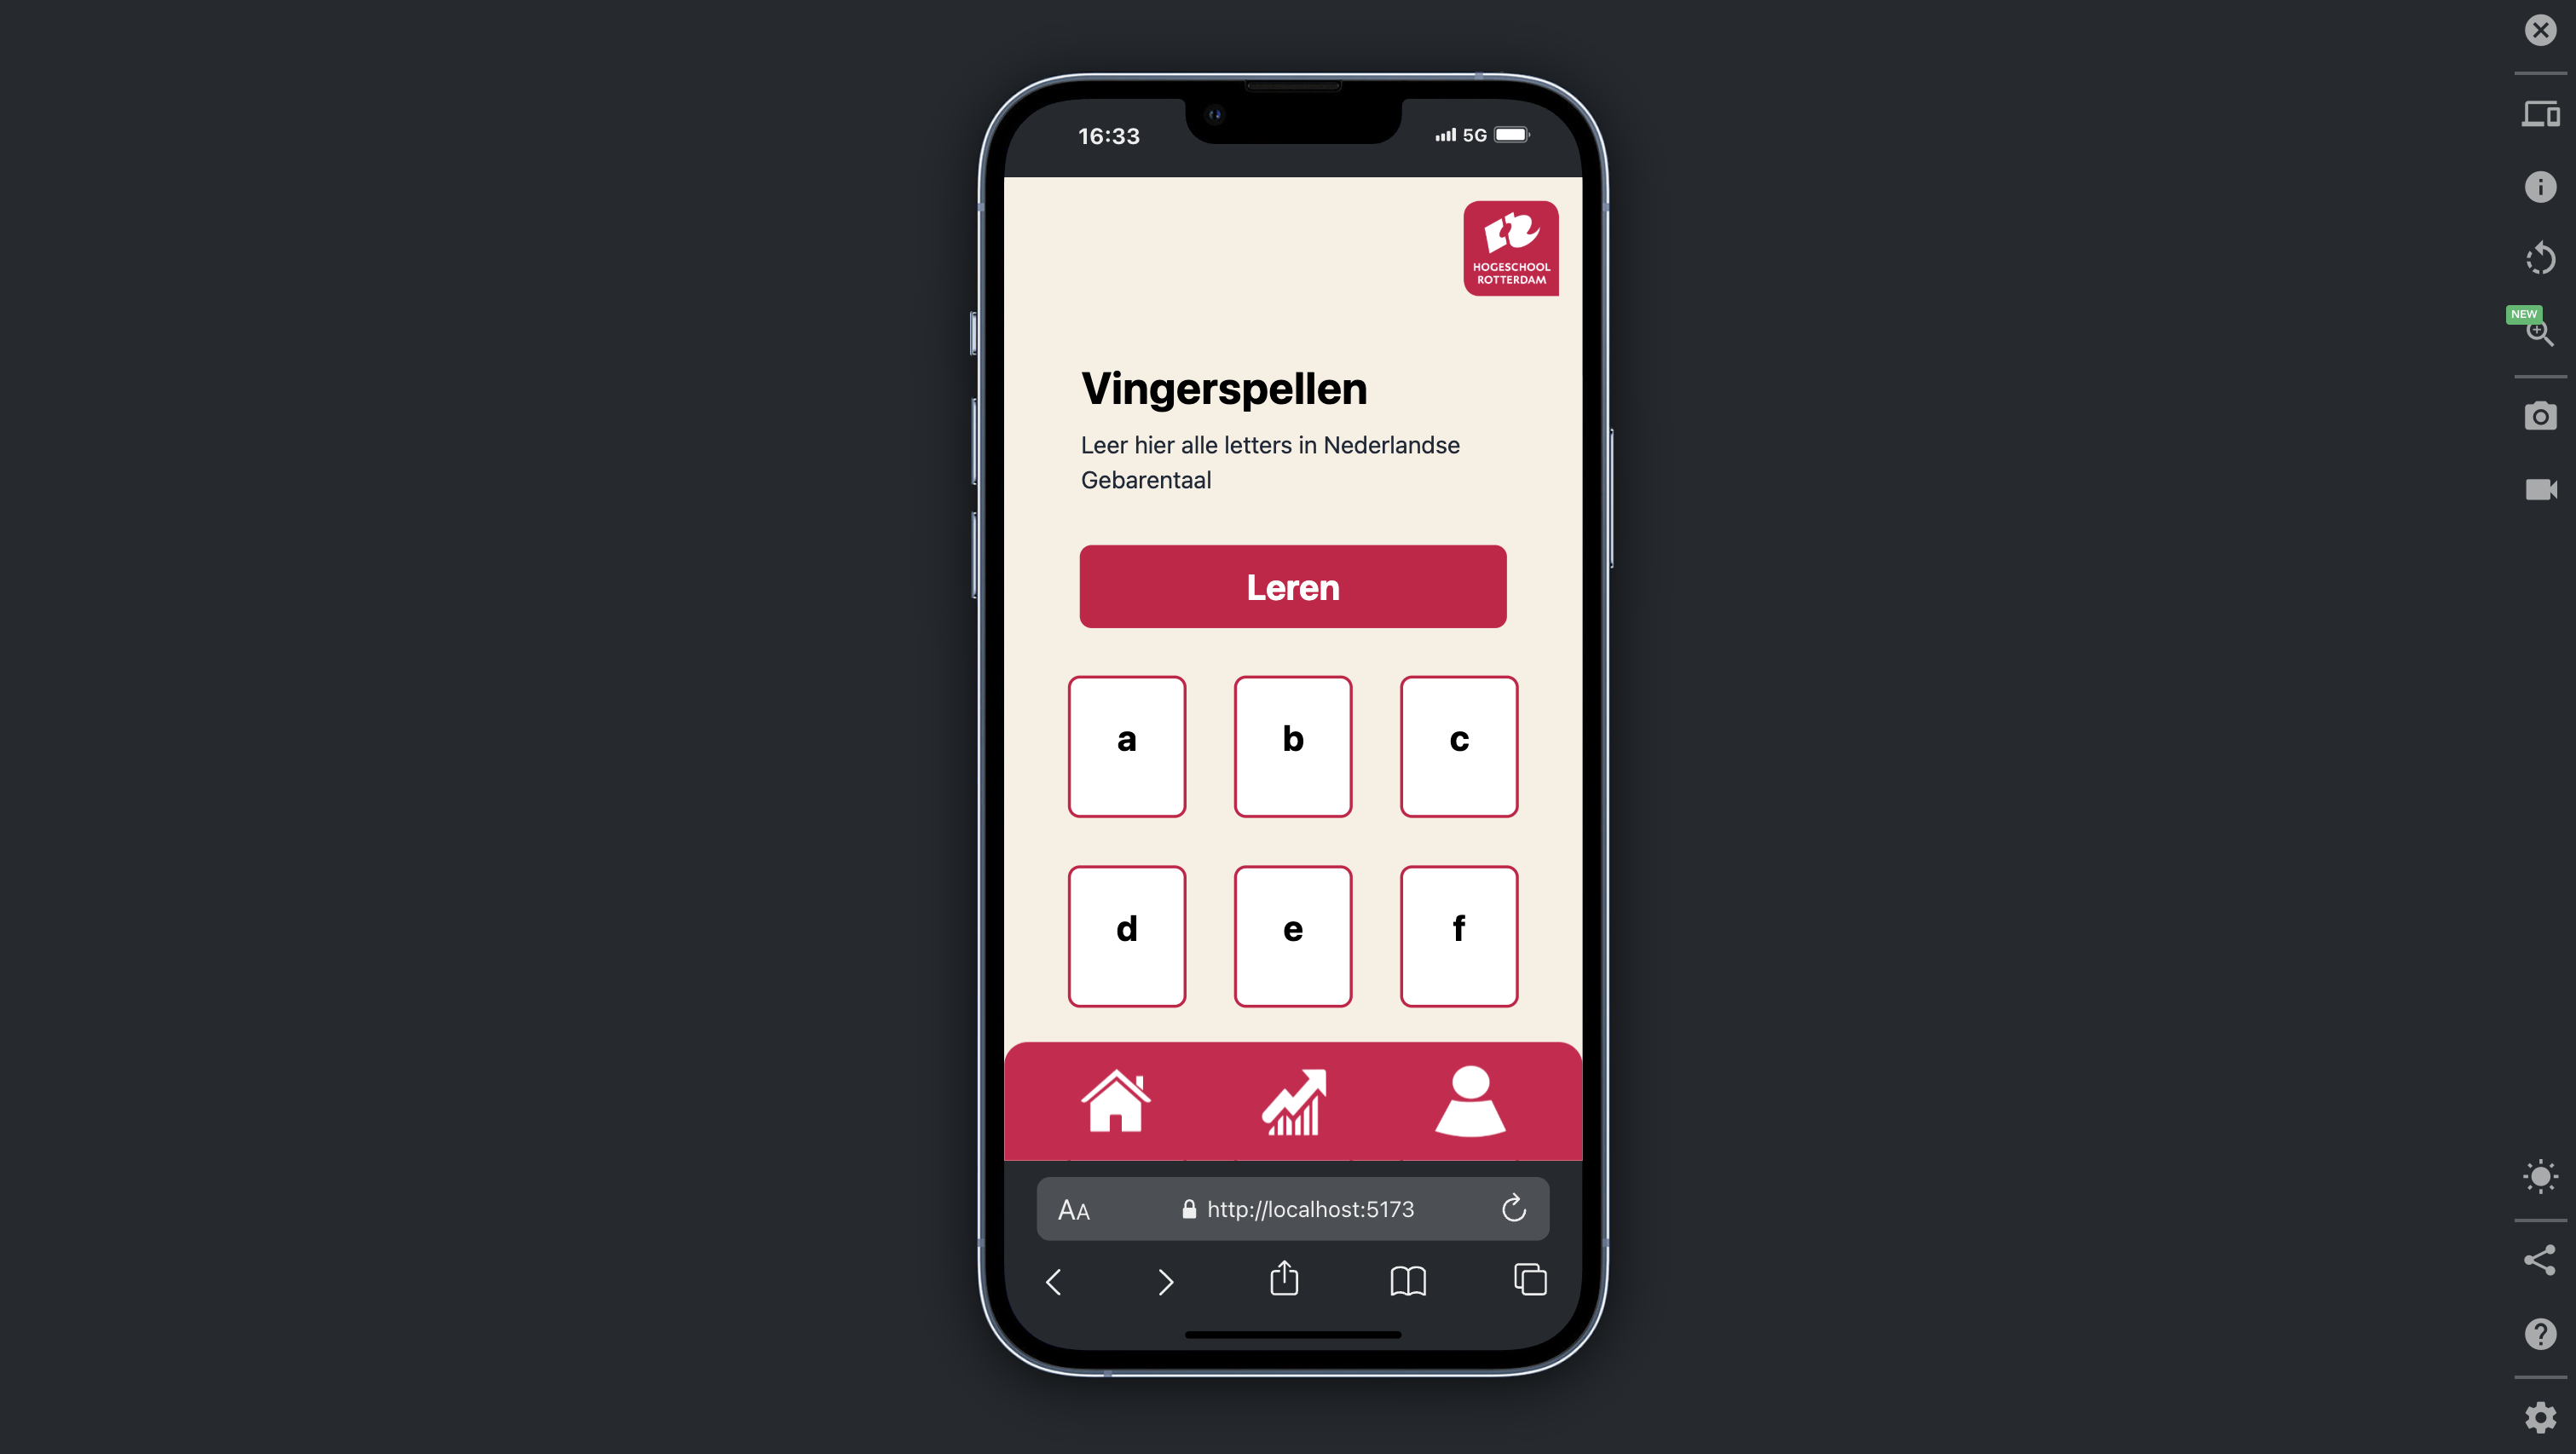 16:33
5G
HOGESCHOOL
ROTTERDAM
Vingerspellen
Leer hier alle letters in Nederlandse
Gebarentaal
Leren
a b c
d e f
AA http://localhost:5173
NEW